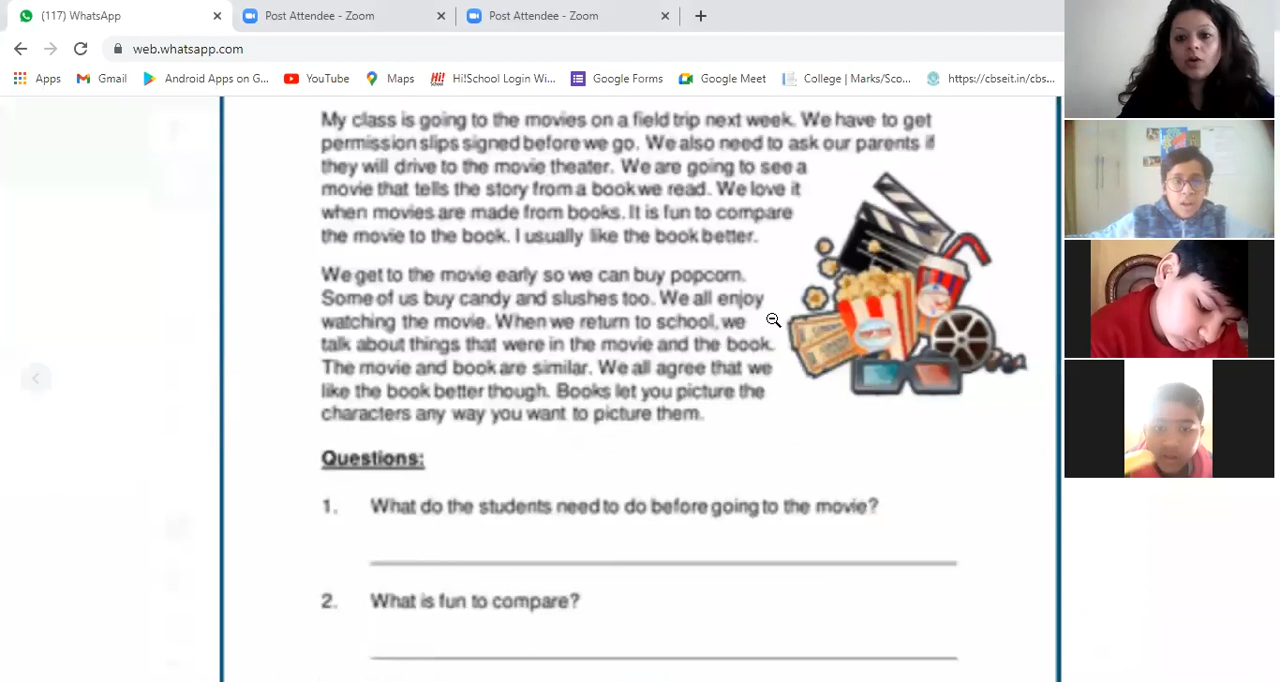 (117) WhatsApp
Post Attendee - Zoom
Post Attendee - Zoom
web.whatsapp.com
Apps
Gmail
Android Apps on G...
YouTube
Maps
Hi!School Login Wi...
Google Forms
Google Meet
College | Marks/Sco...
https://cbseit.in/cbs...
My class is going to the movies on a field trip next week. We have to get
permission slips signed before we go. We also need to ask our parents if
they will drive to the movie theater. We are going to see a
movie that tells the story from a book we read. We love it
when movies are made from books. It is fun to compare
the movie to the book. I usually like the book better.
We get to the movie early so we can buy popcorn.
Some of us buy candy and slushes too. We all enjoy
watching the movie. When we return to school, we
talk about things that were in the movie and the book.
The movie and book are similar. We all agree that we
like the book better though. Books let you picture the
characters any way you want to picture them.
Questions:
1. What do the students need to do before going to the movie?
2. What is fun to compare?